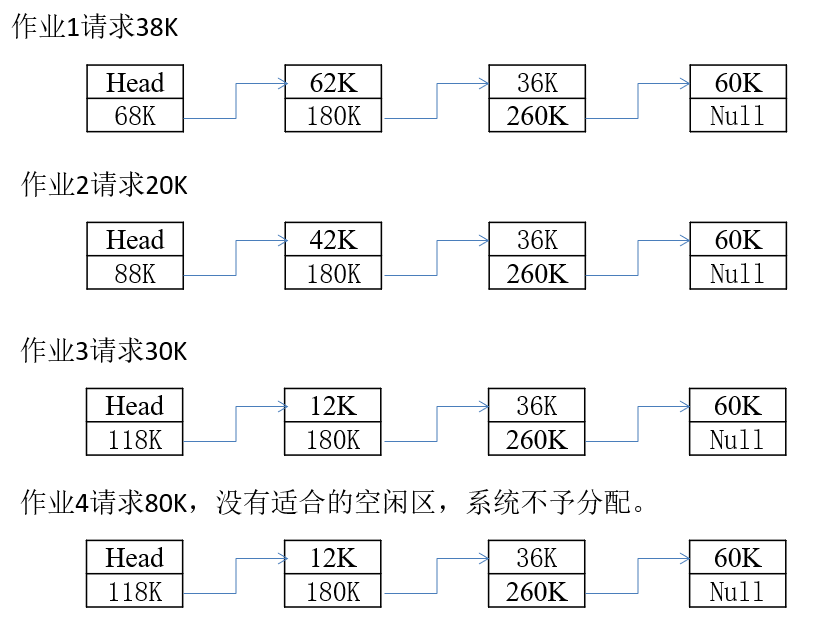 作业1请求38K
Head 62K 36K 60K
68K 180K 260K Null
作业2请求20K
Head 42K 36K 60K
88K 180K 260K Null
作业3请求30K
Head 12K 36K 60K
118K 180K 260K Null
作业4请求80K，没有适合的空闲区，系统不予分配。
Head 12K 36K 60K
118K 180K 260K Null